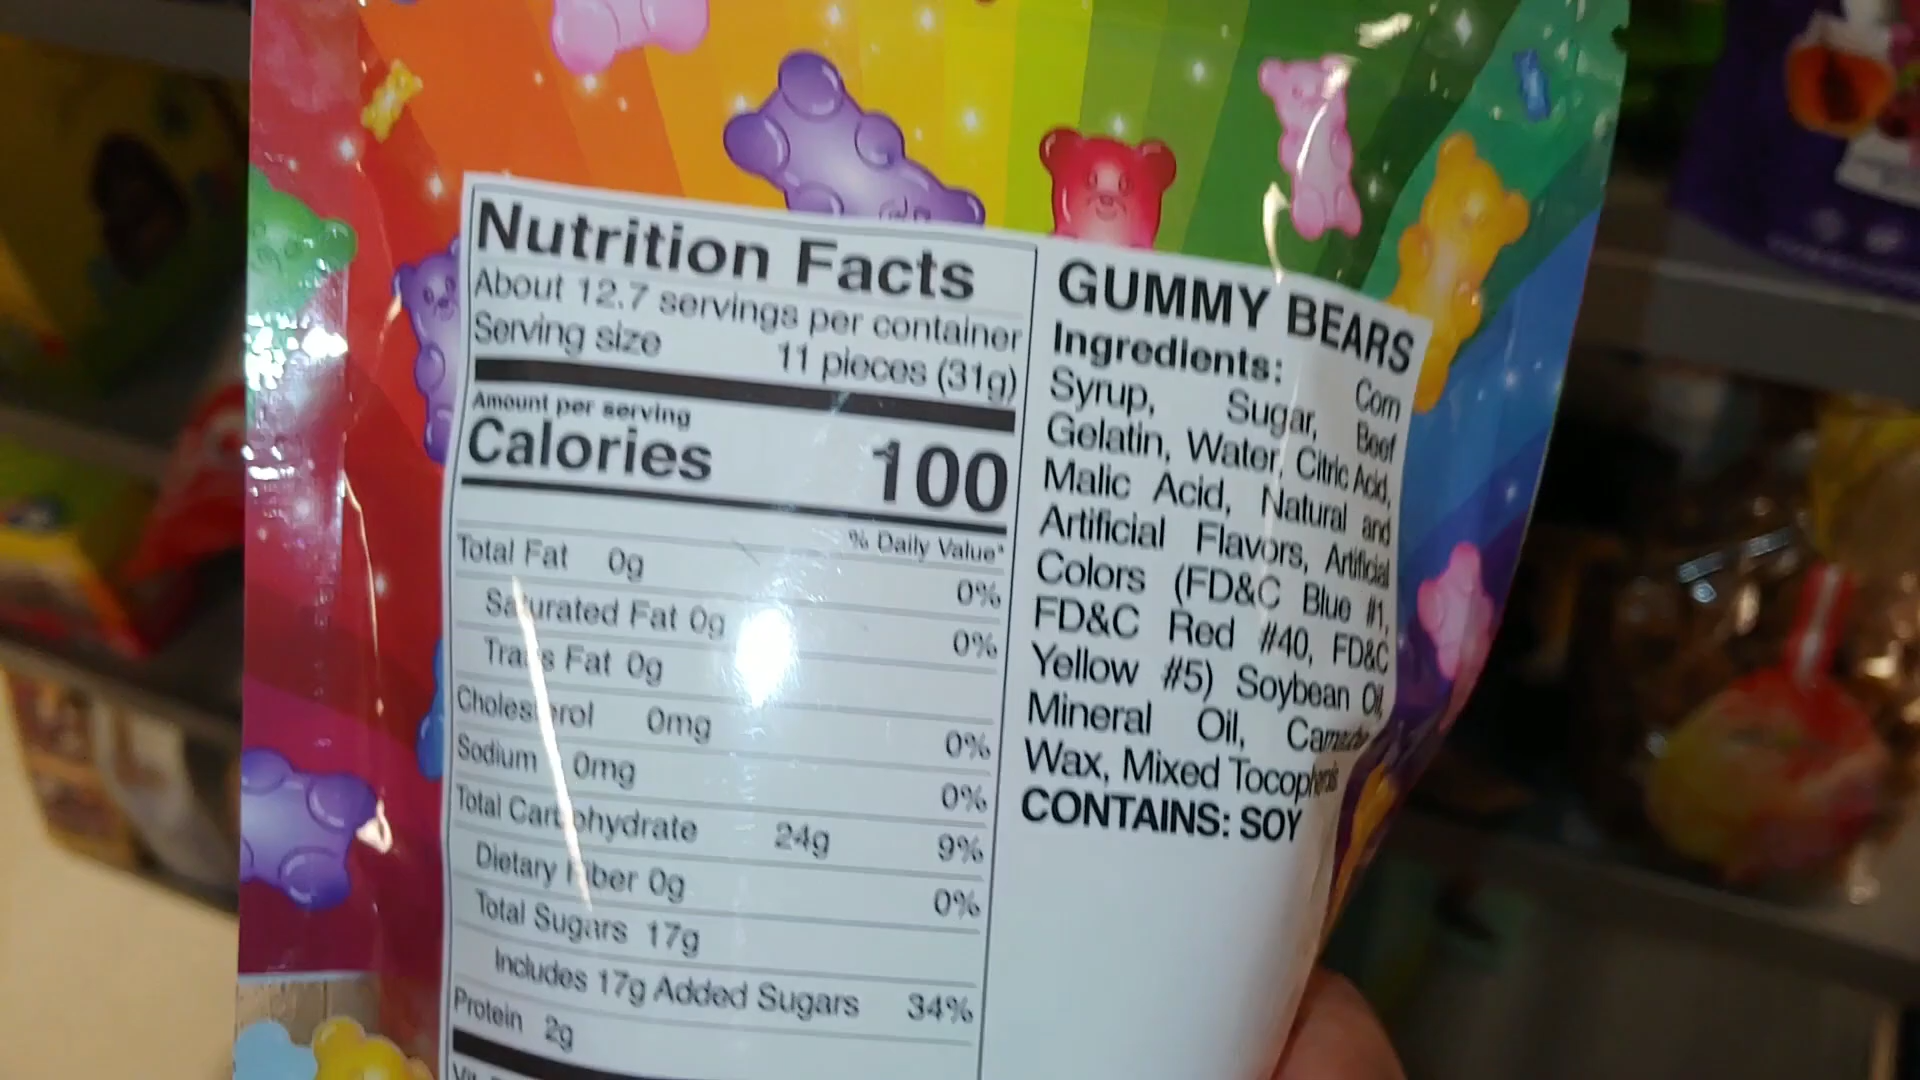 Nutrition Facts
About 12.7 servings per container
Serving size 11 pieces (31g)
Amount per serving
Calories 100
% Daily Value*
Total Fat 0g 0%
Saturated Fat 0g 0%
Trans Fat 0g
Cholesterol 0mg 0%
Sodium 0mg 0%
Total Carbohydrate 24g 9%
Dietary Fiber 0g 0%
Total Sugars 17g
Includes 17g Added Sugars 34%
Protein 2g
GUMMY BEARS
Ingredients: Corn
Syrup, Sugar, Beef
Gelatin, Water, Citric Acid,
Malic Acid, Natural and
Artificial Flavors, Artificial
Colors (FD&C Blue #1,
FD&C Red #40, FD&C
Yellow #5) Soybean Oil,
Mineral Oil, Carnauba
Wax, Mixed Tocopherols
CONTAINS: SOY